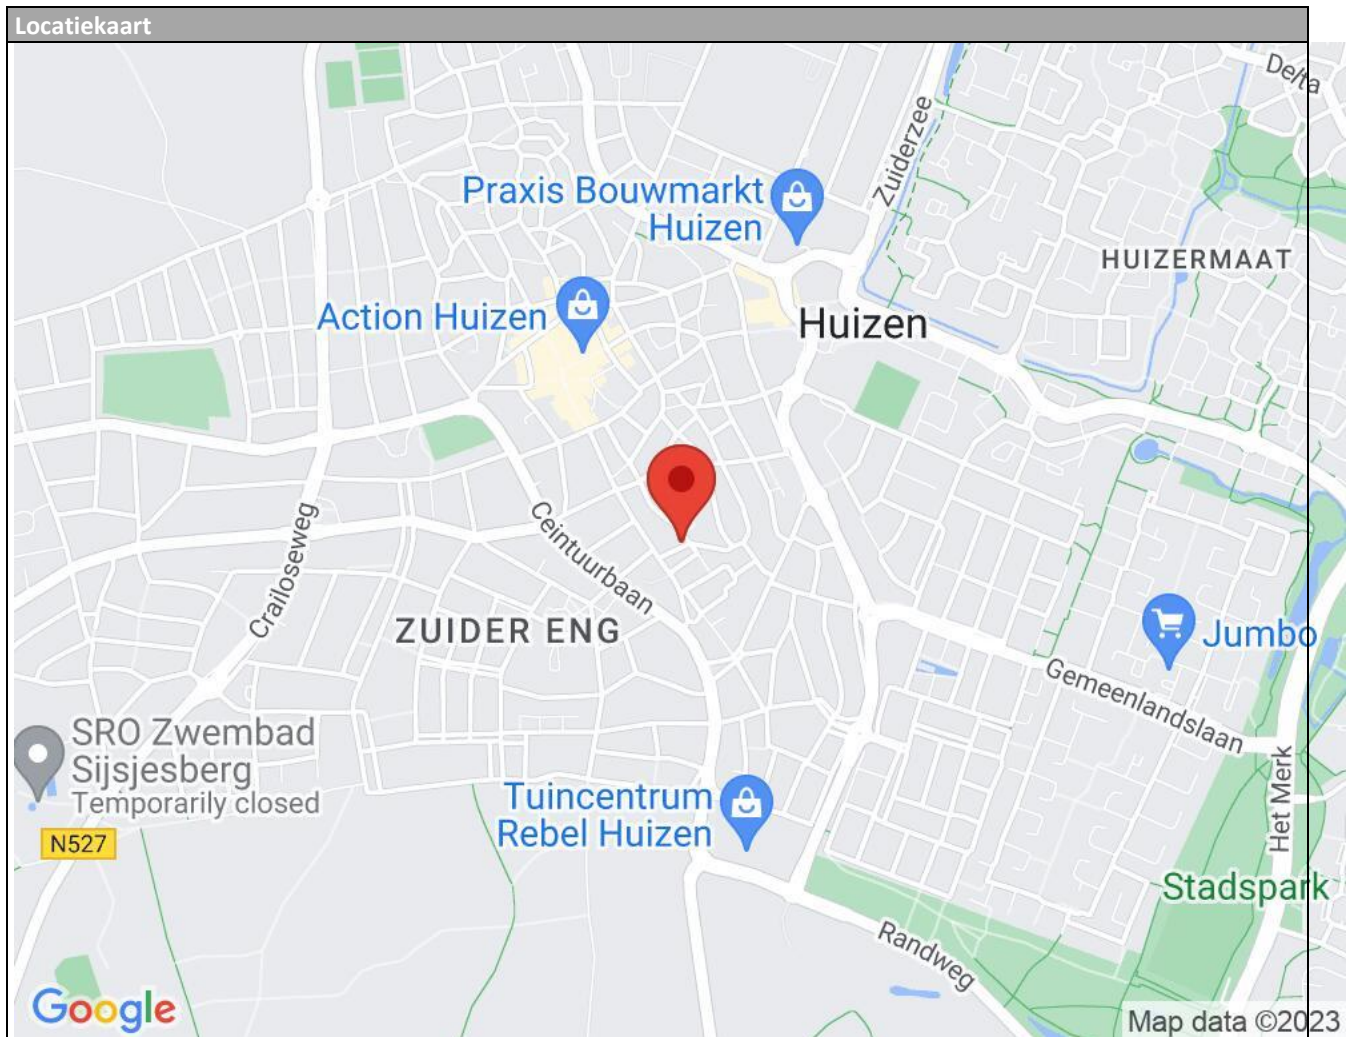 Locatiekaart
Delta
Zuiderzee
Praxis Bouwmarkt
Huizen
HUIZERMAAT
Action Huizen
Huizen
Ceintuurbaan
Crailoseweg
ZUIDER ENG
Jumbo
Gemeenlandslaan
SRO Zwembad
Sijsjesberg
Temporarily closed
Tuincentrum
Rebel Huizen
Het Merk
N527
Stadspark
Randweg
Google
Map data ©2023